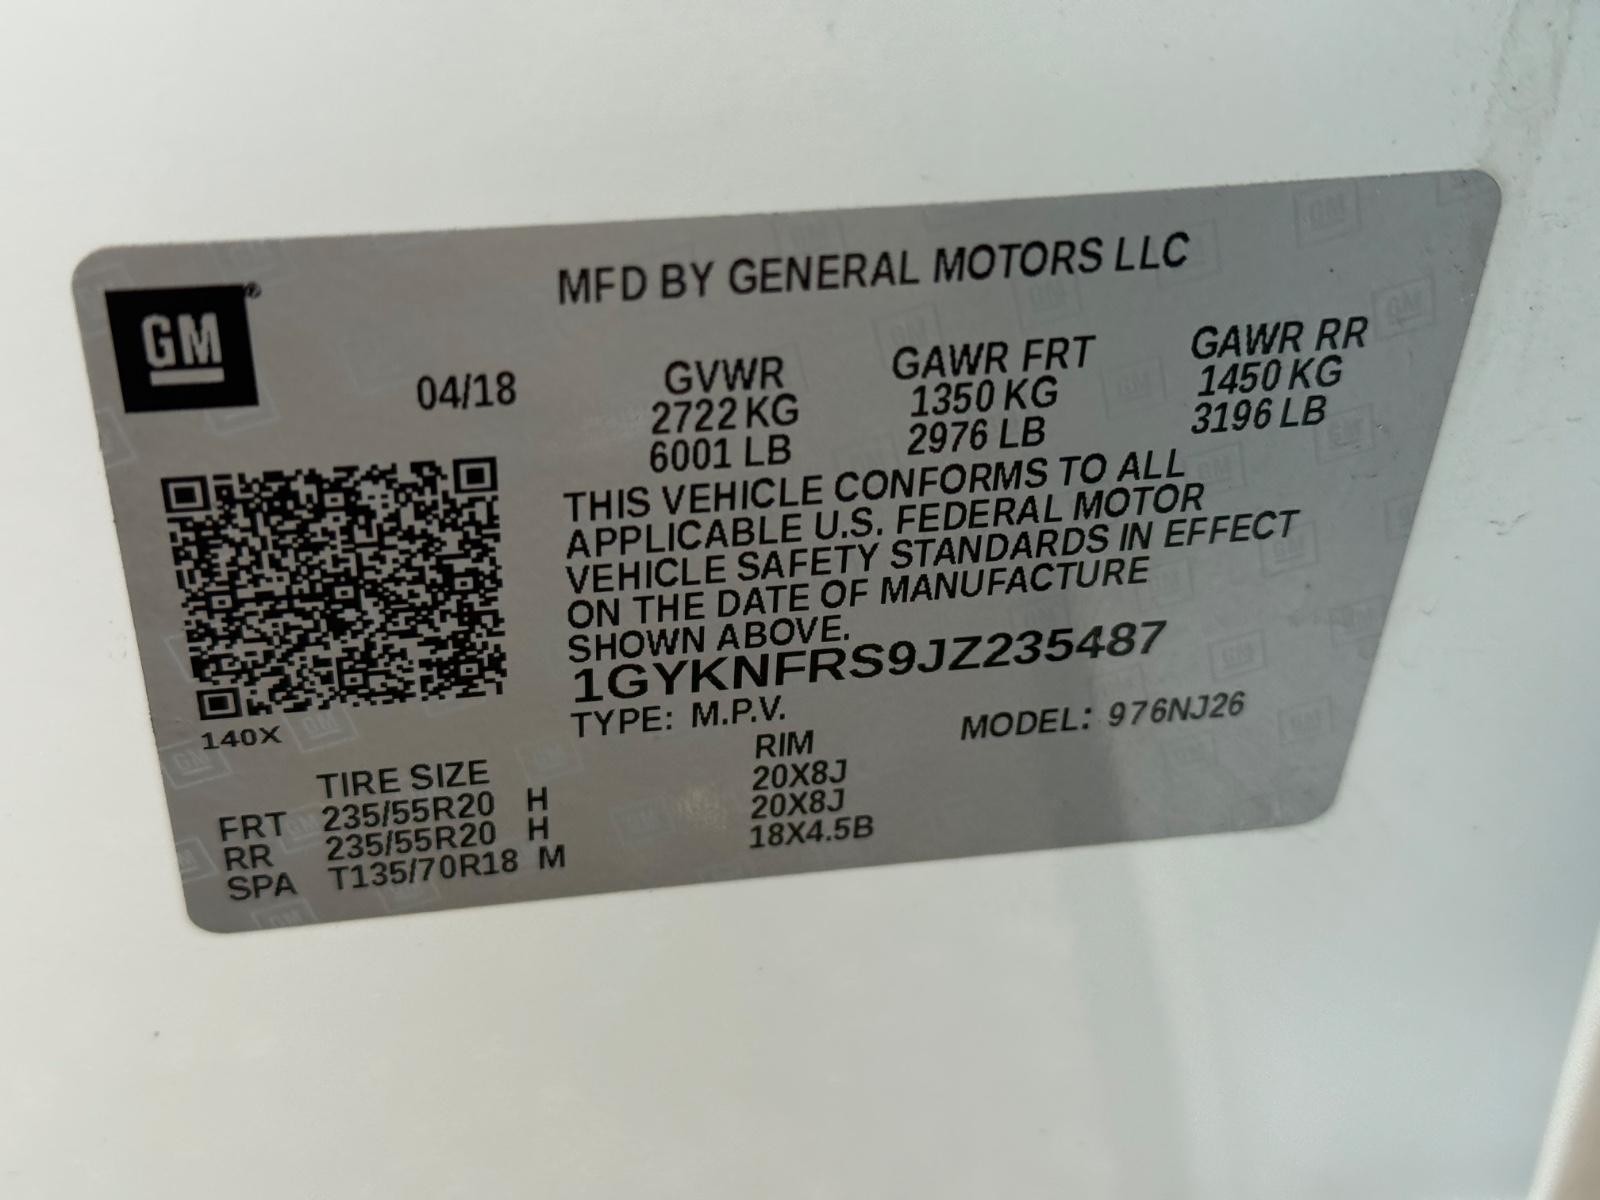 GM®
MFD BY GENERAL MOTORS LLC
04/18
GVWR GAWR FRT GAWR RR
2722 KG 1350 KG 1450 KG
6001 LB 2976 LB 3196 LB
THIS VEHICLE CONFORMS TO ALL
APPLICABLE U.S. FEDERAL MOTOR
VEHICLE SAFETY STANDARDS IN EFFECT
ON THE DATE OF MANUFACTURE
SHOWN ABOVE.
1GYKNFRS9JZ235487
TYPE: M.P.V. MODEL: 976NJ26
140X
TIRE SIZE RIM
FRT 235/55R20 H 20X8J
RR 235/55R20 H 20X8J
SPA T135/70R18 M 18X4.5B